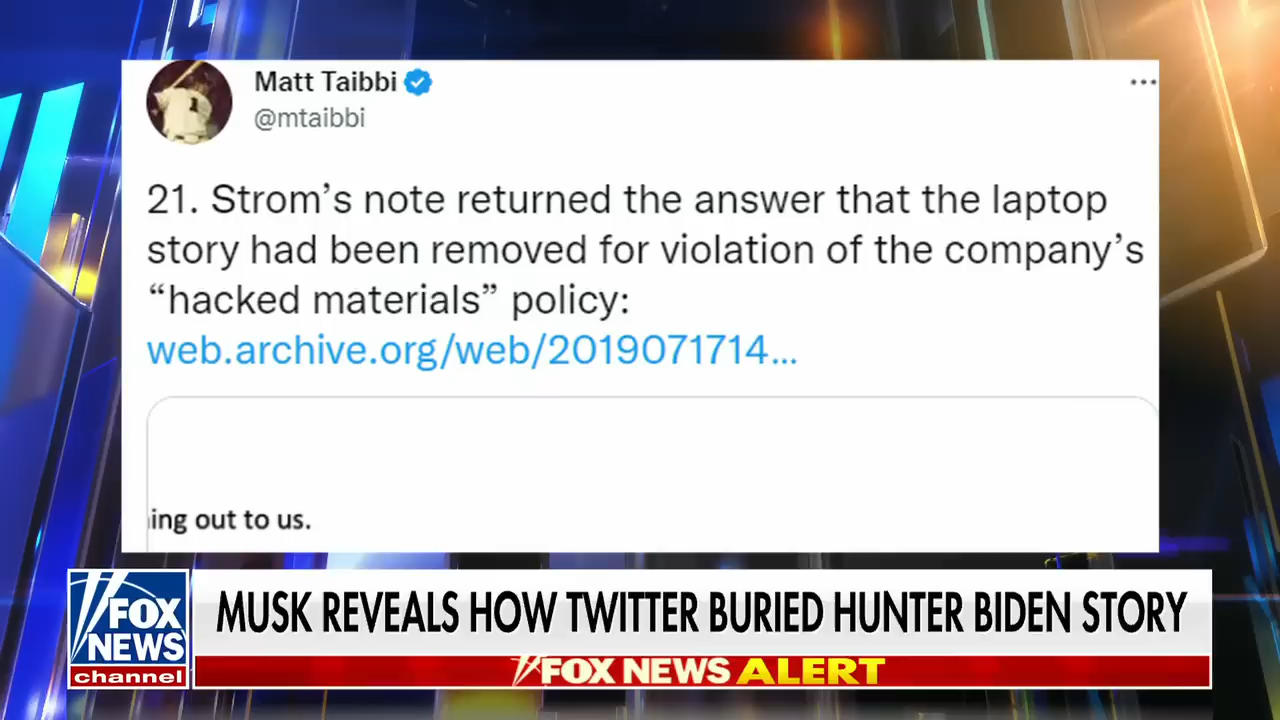 Matt Taibbi
@mtaibbi
21. Strom’s note returned the answer that the laptop
story had been removed for violation of the company’s
“hacked materials” policy:
web.archive.org/web/2019071714...
ing out to us.
FOX
NEWS
channel
MUSK REVEALS HOW TWITTER BURIED HUNTER BIDEN STORY
FOX NEWS ALERT